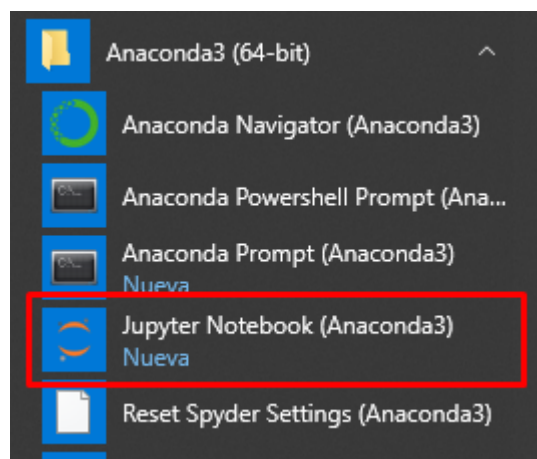 Anaconda3 (64-bit)
Anaconda Navigator (Anaconda3)
Anaconda Powershell Prompt (Ana...
Anaconda Prompt (Anaconda3)
Nueva
Jupyter Notebook (Anaconda3)
Nueva
Reset Spyder Settings (Anaconda3)